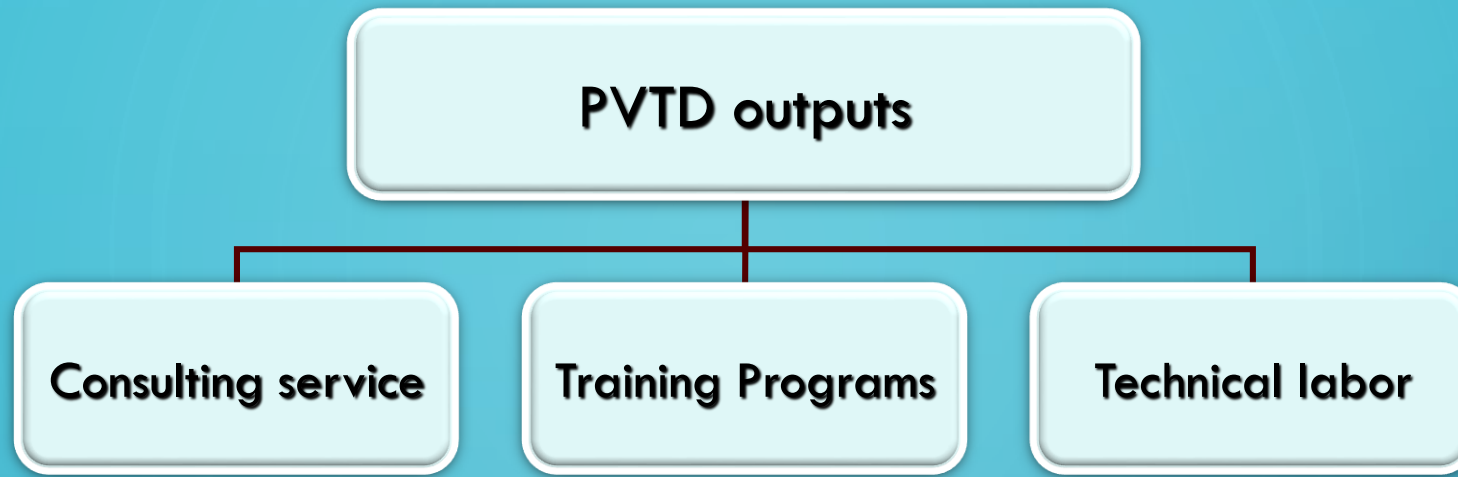 PVTD outputs
Consulting service
Training Programs
Technical labor